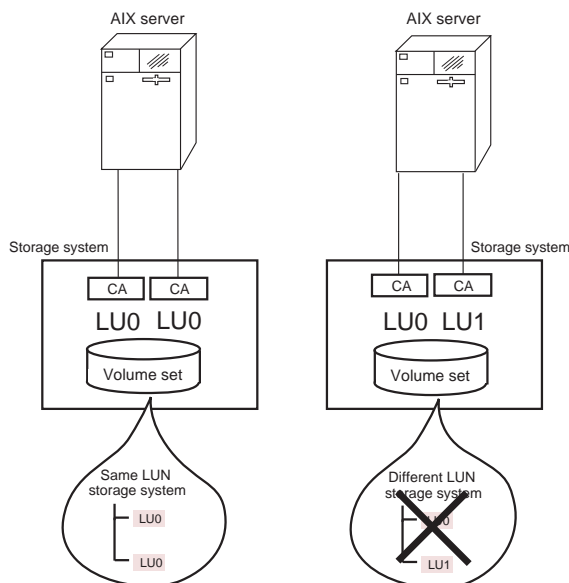 AIX server
AIX server
Storage system
Storage system
CA
CA
CA
CA
LU0
LU0
LU0
LU1
Volume set
Volume set
Same LUN
storage system
LU0
LU0
Different LUN
storage system
LU0
LU1